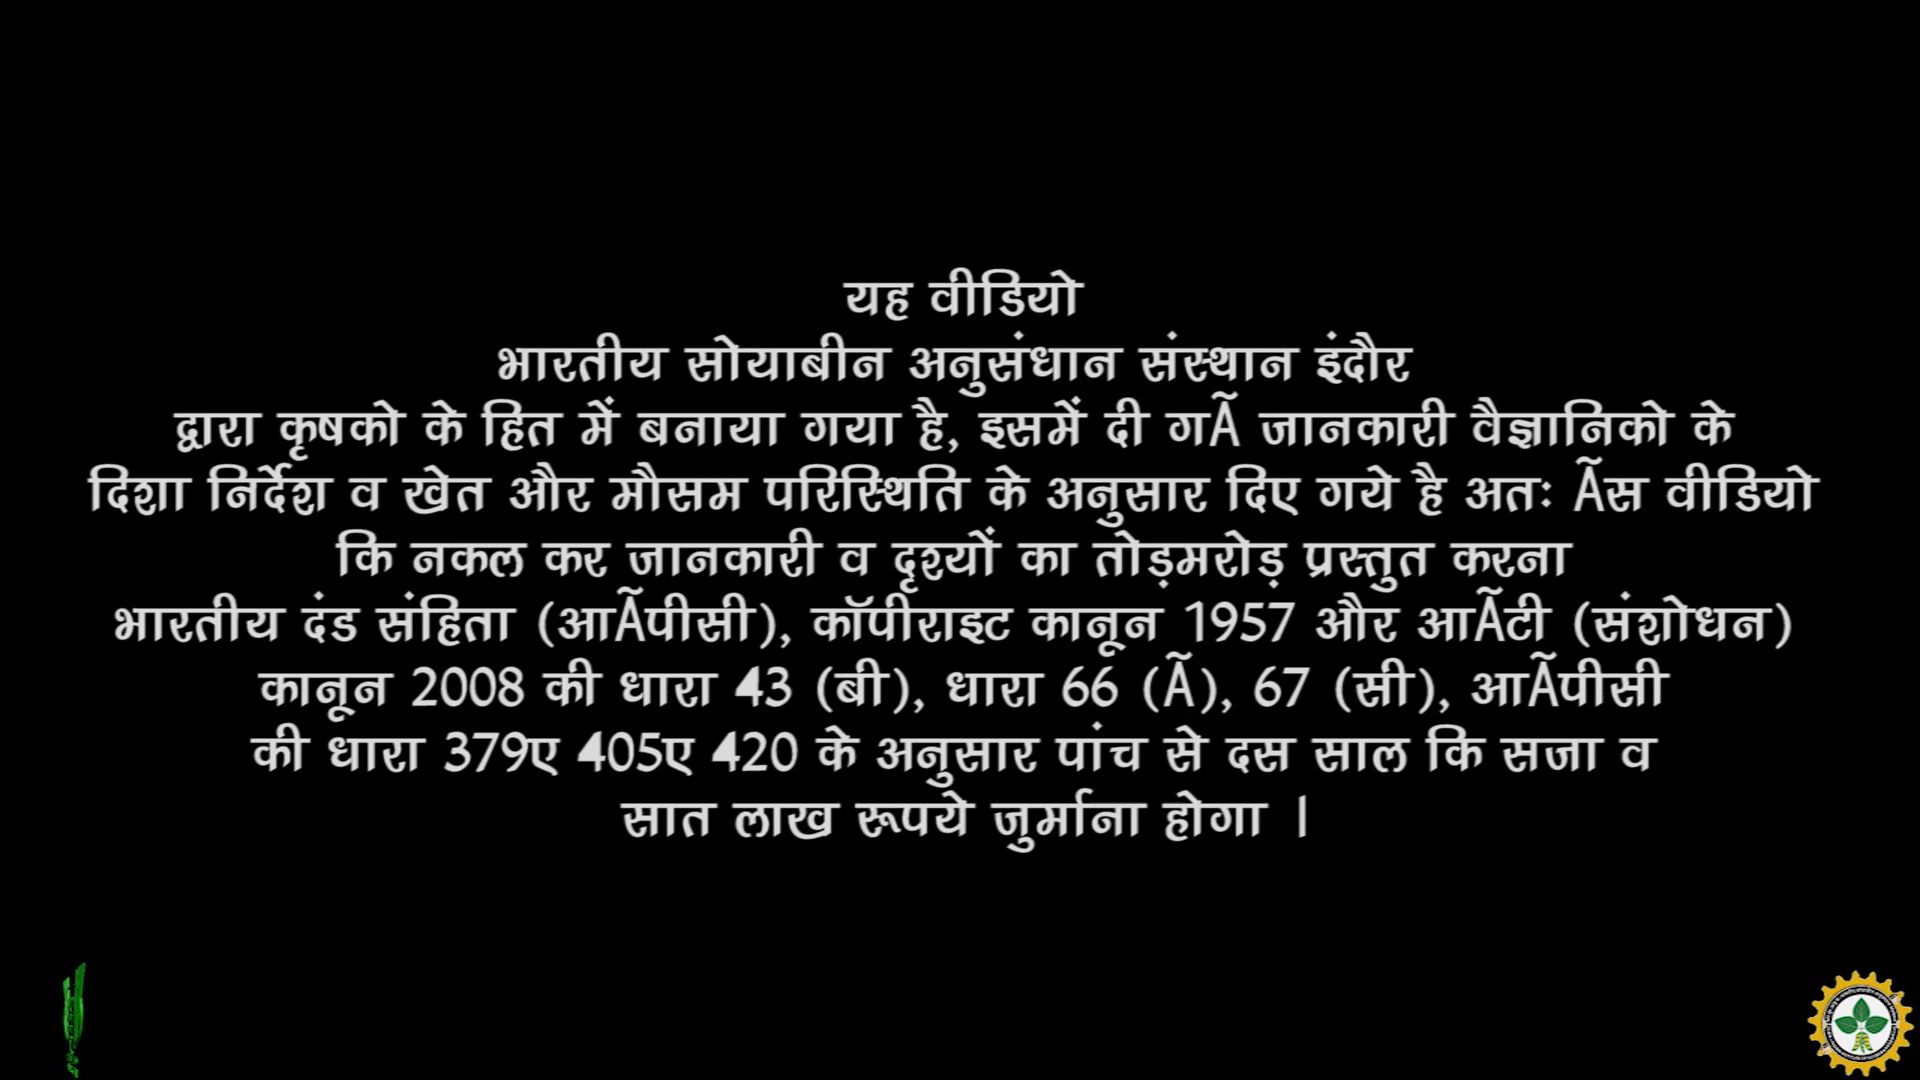 यह वीडियो
भारतीय सोयाबीन अनुसंधान संस्थान इंदौर
द्वारा कृषको के हित में बनाया गया है, इसमें दी गÃ जानकारी वैज्ञानिको के
दिशा निर्देश व खेत और मौसम परिस्थिति के अनुसार दिए गये है अतः Ãस वीडियो
कि नकल कर जानकारी व दृश्यों का तोड़मरोड़ प्रस्तुत करना
भारतीय दंड संहिता (आÃपीसी), कॉपीराइट कानून 1957 और आÃटी (संशोधन)
कानून 2008 की धारा 43 (बी), धारा 66 (Ã), 67 (सी), आÃपीसी
की धारा 379ए 405ए 420 के अनुसार पांच से दस साल कि सजा व
सात लाख रूपये जुर्माना होगा ।